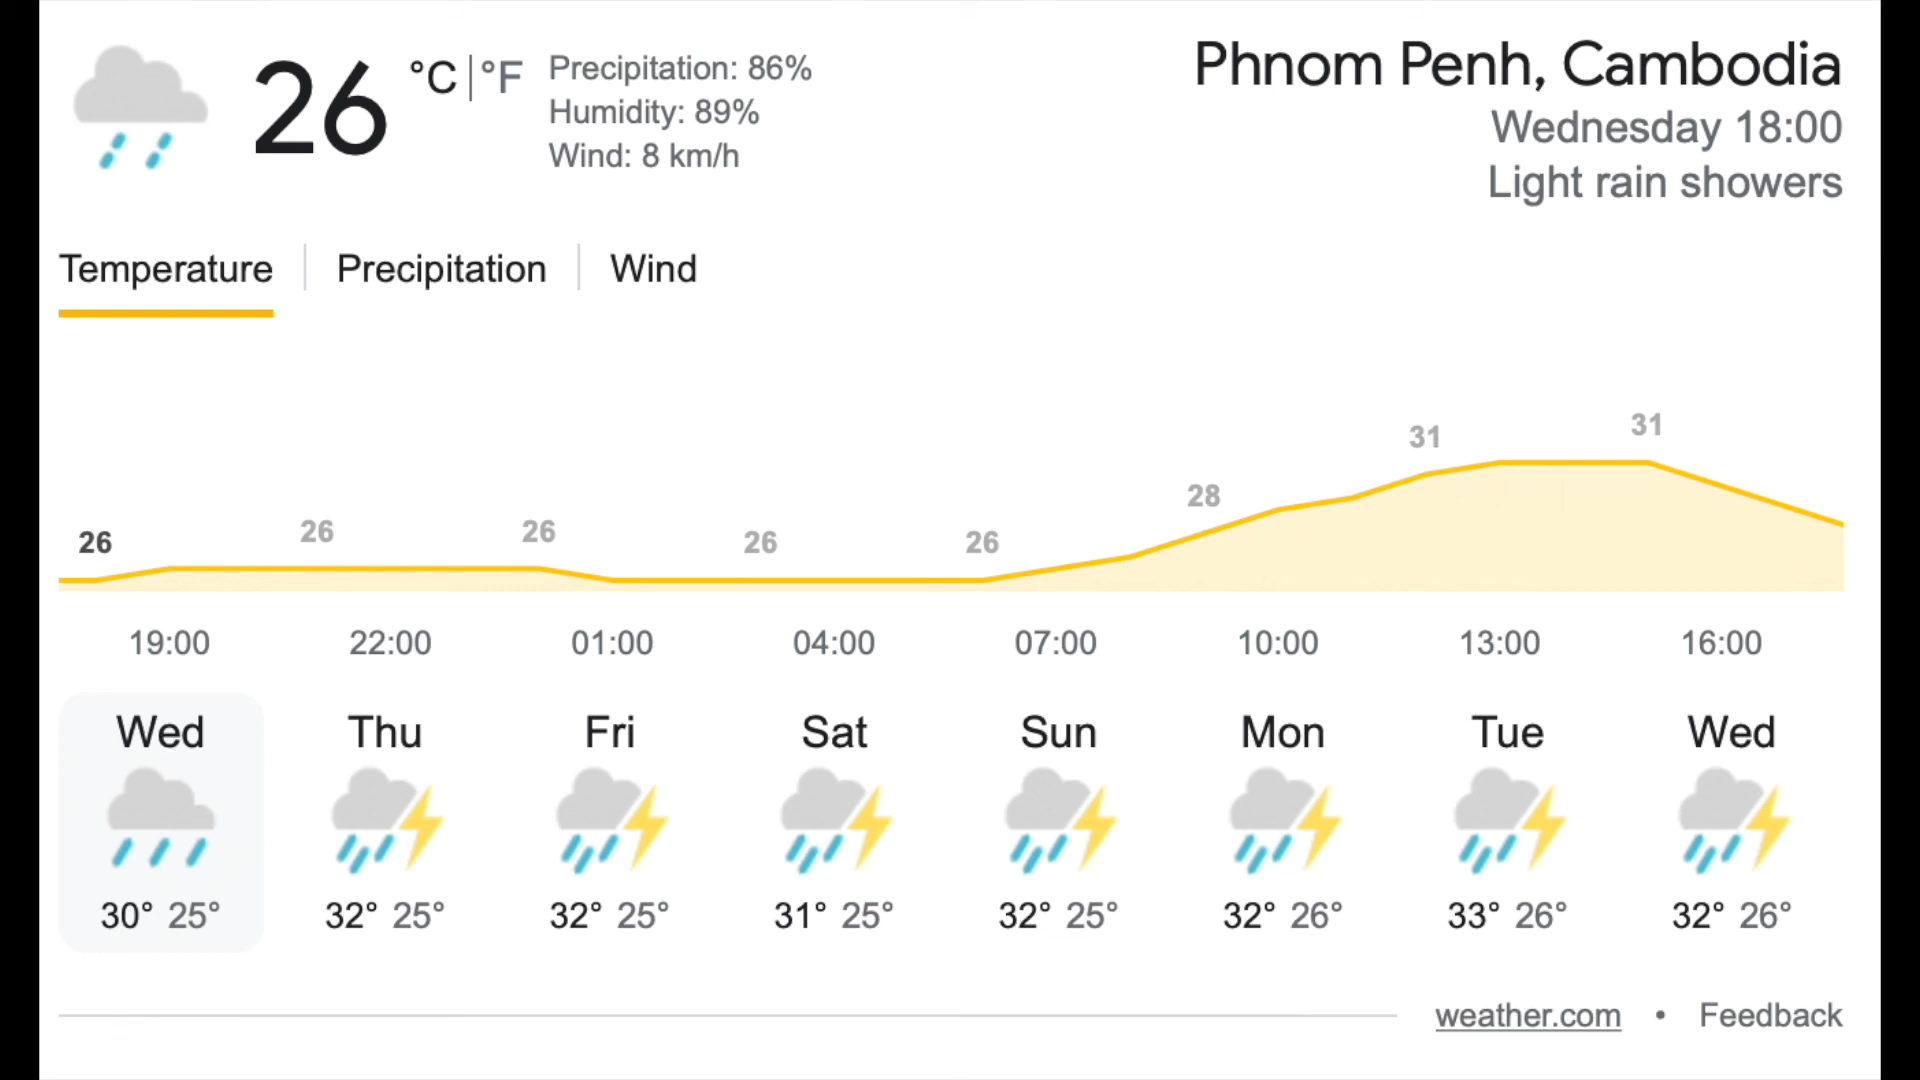 26 °C | °F
Precipitation: 86%
Humidity: 89%
Wind: 8 km/h
Phnom Penh, Cambodia
Wednesday 18:00
Light rain showers
Temperature Precipitation Wind
26 26 26 26 26 28 31 31
19:00 22:00 01:00 04:00 07:00 10:00 13:00 16:00
Wed Thu Fri Sat Sun Mon Tue Wed
30° 25° 32° 25° 32° 25° 31° 25° 32° 25° 32° 26° 33° 26° 32° 26°
weather.com • Feedback